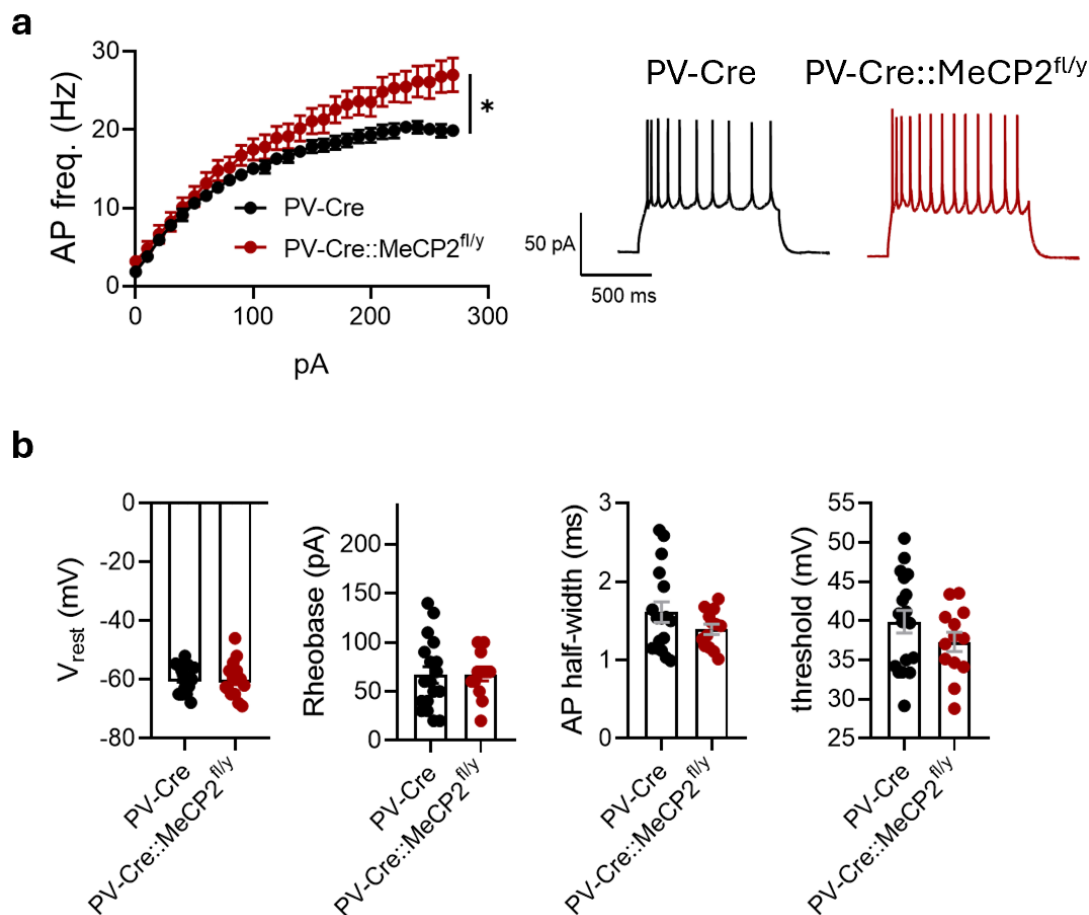 a
30
20
10
0
AP freq. (Hz)
0 100 200 300
pA
PV-Cre
PV-Cre::MeCP2fl/y
*
PV-Cre PV-Cre::MeCP2fl/y
50 pA
500 ms
b
0
-20
-40
-60
-80
Vrest (mV)
PV-Cre
PV-Cre::MeCP2fl/y
200
150
100
50
0
Rheobase (pA)
PV-Cre
PV-Cre::MeCP2fl/y
3
2
1
0
AP half-width (ms)
PV-Cre
PV-Cre::MeCP2fl/y
55
50
45
40
35
30
25
threshold (mV)
PV-Cre
PV-Cre::MeCP2fl/y